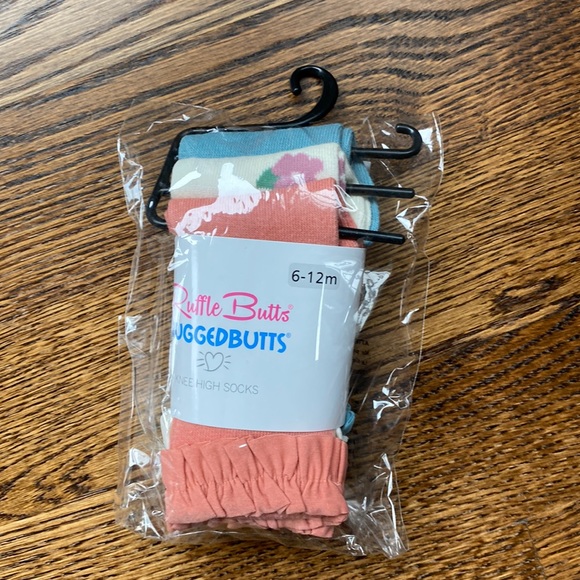 6-12m
Ruffle Butts®
UGGEDBUTTS®
NEE HIGH SOCKS